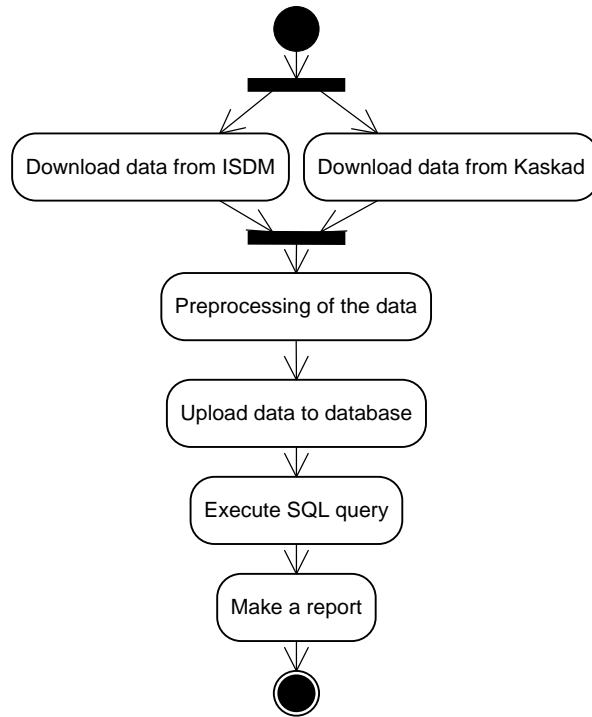 Download data from ISDM
Download data from Kaskad
Preprocessing of the data
Upload data to database
Execute SQL query
Make a report